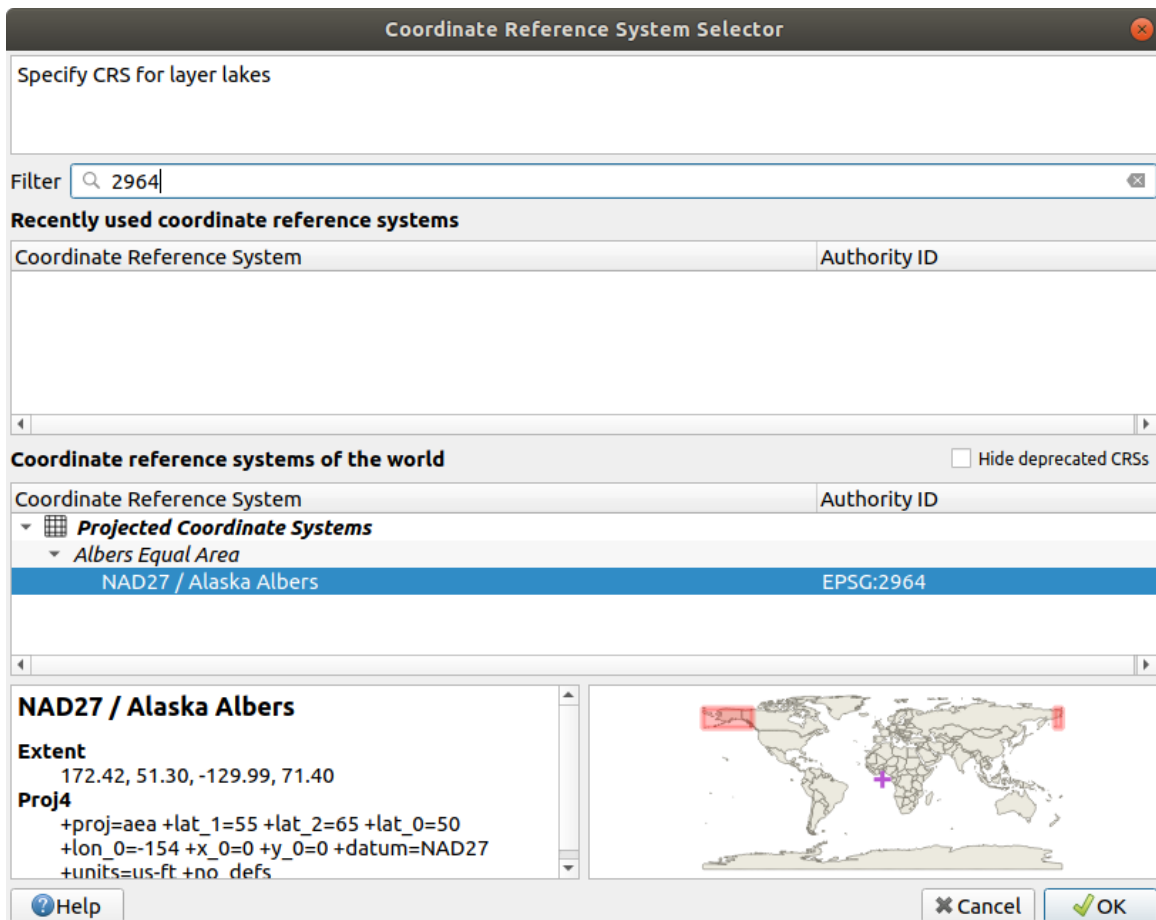 Coordinate Reference System Selector
Specify CRS for layer lakes
Filter 2964
Recently used coordinate reference systems
Coordinate Reference System Authority ID
Coordinate reference systems of the world Hide deprecated CRSs
Coordinate Reference System Authority ID
Projected Coordinate Systems
Albers Equal Area
NAD27 / Alaska Albers EPSG:2964
NAD27 / Alaska Albers
Extent
172.42, 51.30, -129.99, 71.40
Proj4
+proj=aea +lat_1=55 +lat_2=65 +lat_0=50
+lon_0=-154 +x_0=0 +y_0=0 +datum=NAD27
+units=us-ft +no_defs
Help Cancel OK